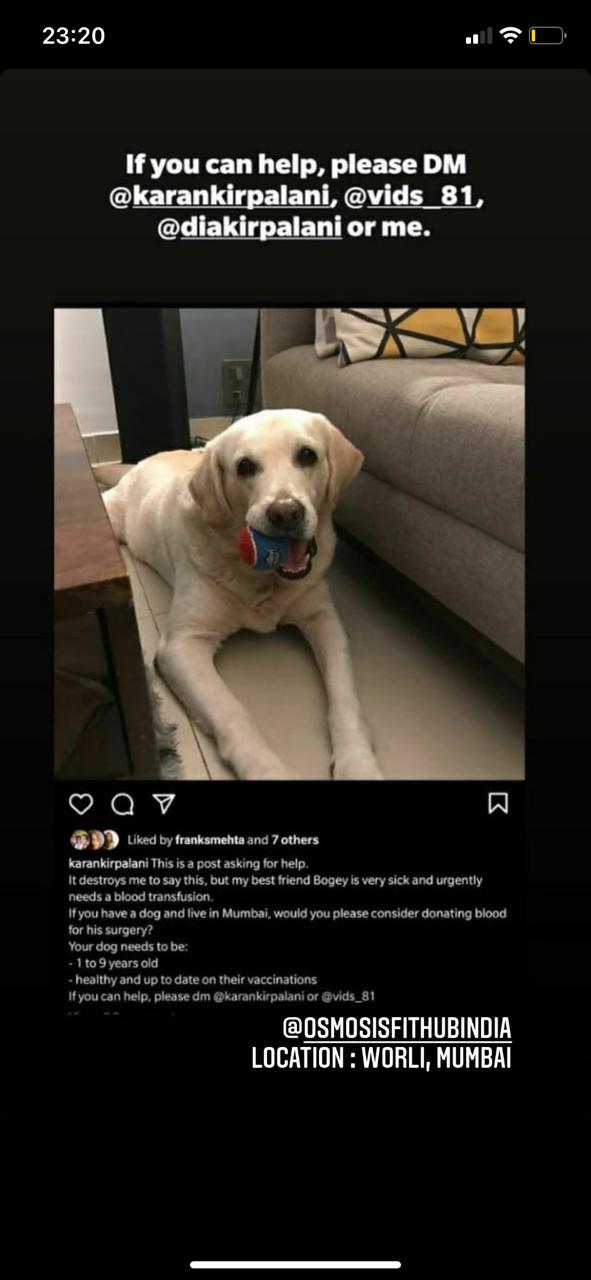 23:20
If you can help, please DM
@karankirpalani, @vids_81,
@diakirpalani or me.
Liked by franksmehta and 7 others
karankirpalani This is a post asking for help.
It destroys me to say this, but my best friend Bogey is very sick and urgently
needs a blood transfusion.
If you have a dog and live in Mumbai, would you please consider donating blood
for his surgery?
Your dog needs to be:
- 1 to 9 years old
- healthy and up to date on their vaccinations
If you can help, please dm @karankirpalani or @vids_81
@OSMOSISFITHUBINDIA
LOCATION : WORLI, MUMBAI